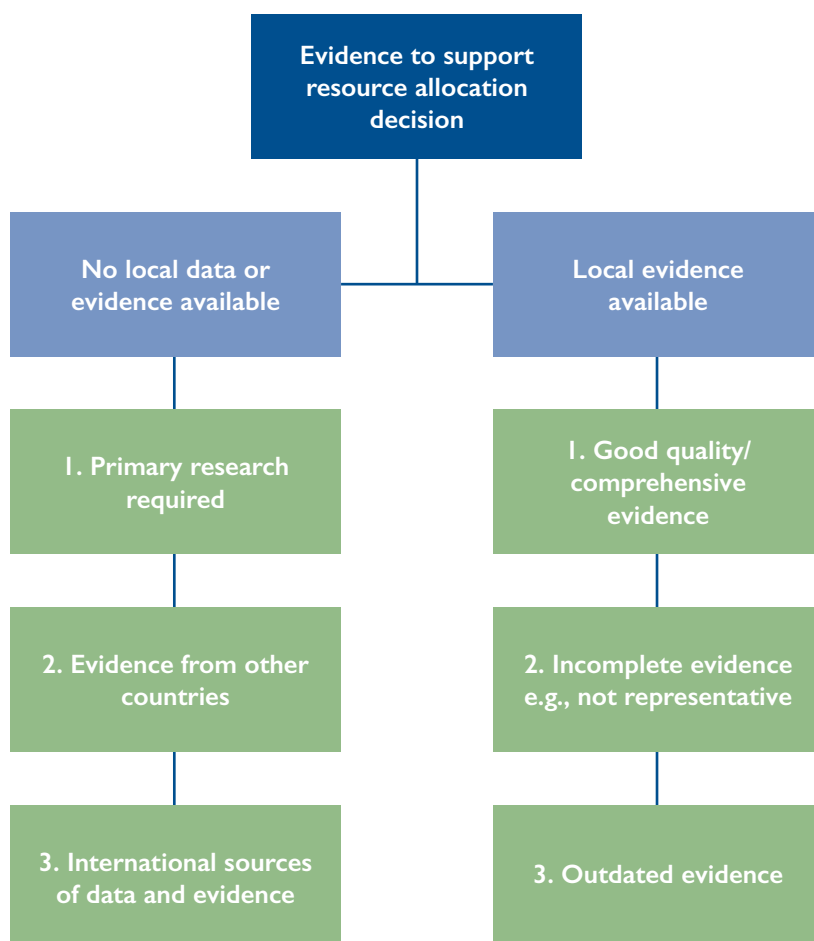 Evidence to support
resource allocation
decision
No local data or
evidence available
Local evidence
available
1. Primary research
required
1. Good quality/
comprehensive
evidence
2. Evidence from other
countries
2. Incomplete evidence
e.g., not representative
3. International sources
of data and evidence
3. Outdated evidence